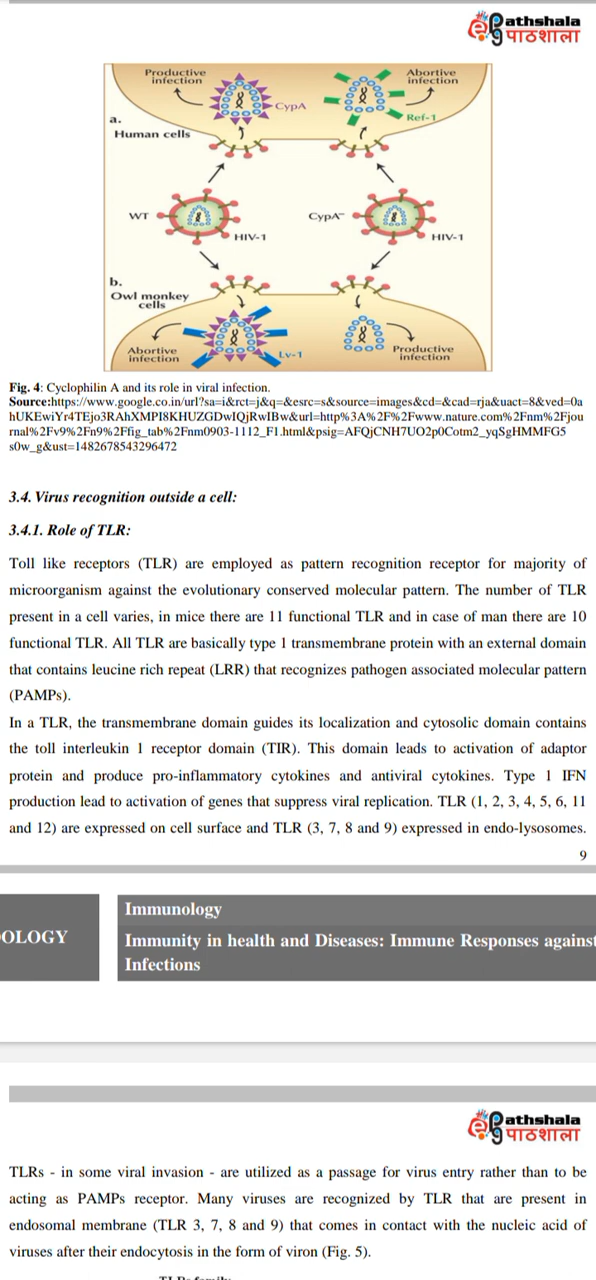 athshala
पाठशाला
Productive
infection
Abortive
infection
CypA
Ref-1
a.
Human cells
WT
HIV-1
CypA⁻
HIV-1
b.
Owl monkey
cells
Abortive
infection
Lv-1
Productive
infection
Fig. 4: Cyclophilin A and its role in viral infection.
Source:https://www.google.co.in/url?sa=i&rct=j&q=&esrc=s&source=images&cd=&cad=rja&uact=8&ved=0a
hUKEwiYr4TEjo3RAhXMPI8KHUZGDwIQjRwIBw&url=http%3A%2F%2Fwww.nature.com%2Fnm%2Fjou
rnal%2Fv9%2Fn9%2Ffig_tab%2Fnm0903-1112_F1.html&psig=AFQjCNH7UO2p0Cotm2_yqSgHMMFG5
s0w_g&ust=1482678543296472
3.4. Virus recognition outside a cell:
3.4.1. Role of TLR:
Toll like receptors (TLR) are employed as pattern recognition receptor for majority of
microorganism against the evolutionary conserved molecular pattern. The number of TLR
present in a cell varies, in mice there are 11 functional TLR and in case of man there are 10
functional TLR. All TLR are basically type 1 transmembrane protein with an external domain
that contains leucine rich repeat (LRR) that recognizes pathogen associated molecular pattern
(PAMPs).
In a TLR, the transmembrane domain guides its localization and cytosolic domain contains
the toll interleukin 1 receptor domain (TIR). This domain leads to activation of adaptor
protein and produce pro-inflammatory cytokines and antiviral cytokines. Type 1 IFN
production lead to activation of genes that suppress viral replication. TLR (1, 2, 3, 4, 5, 6, 11
and 12) are expressed on cell surface and TLR (3, 7, 8 and 9) expressed in endo-lysosomes.
9
OLOGY
Immunology
Immunity in health and Diseases: Immune Responses against
Infections
athshala
पाठशाला
TLRs - in some viral invasion - are utilized as a passage for virus entry rather than to be
acting as PAMPs receptor. Many viruses are recognized by TLR that are present in
endosomal membrane (TLR 3, 7, 8 and 9) that comes in contact with the nucleic acid of
viruses after their endocytosis in the form of viron (Fig. 5).